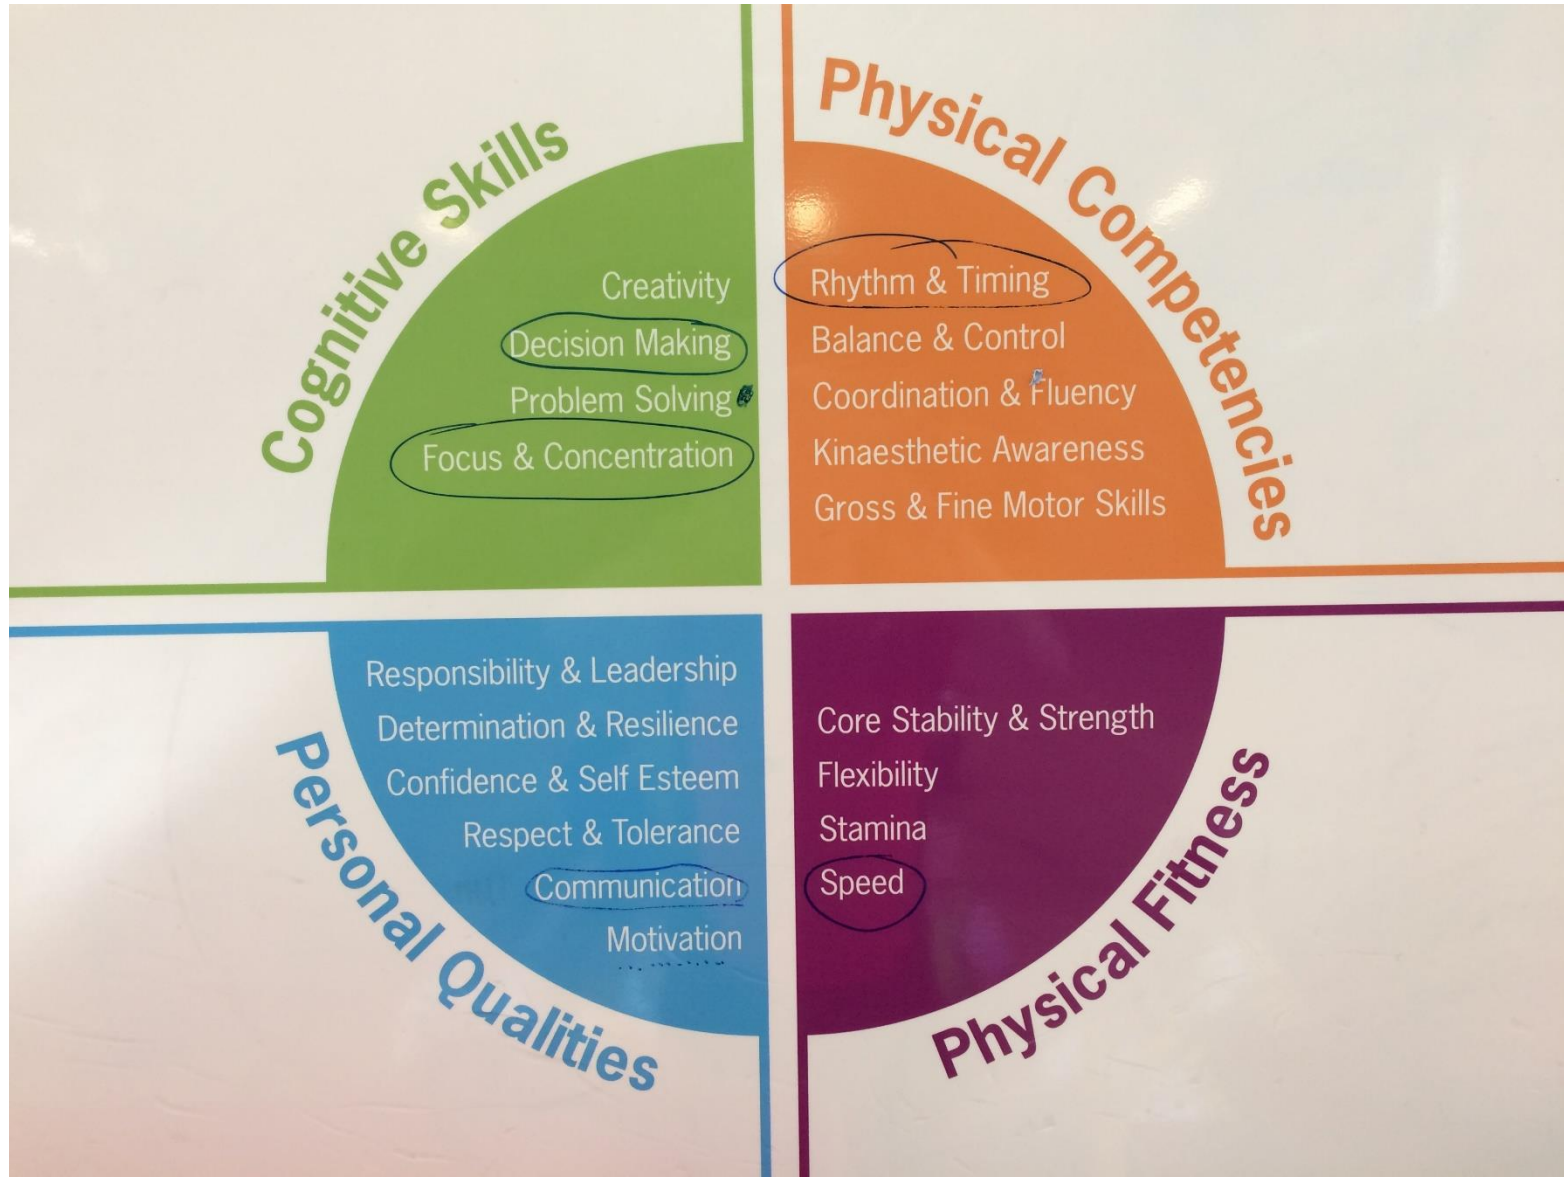 Cognitive Skills
Creativity
Decision Making
Problem Solving
Focus & Concentration
Physical Competencies
Rhythm & Timing
Balance & Control
Coordination & Fluency
Kinaesthetic Awareness
Gross & Fine Motor Skills
Personal Qualities
Responsibility & Leadership
Determination & Resilience
Confidence & Self Esteem
Respect & Tolerance
Communication
Motivation
Physical Fitness
Core Stability & Strength
Flexibility
Stamina
Speed